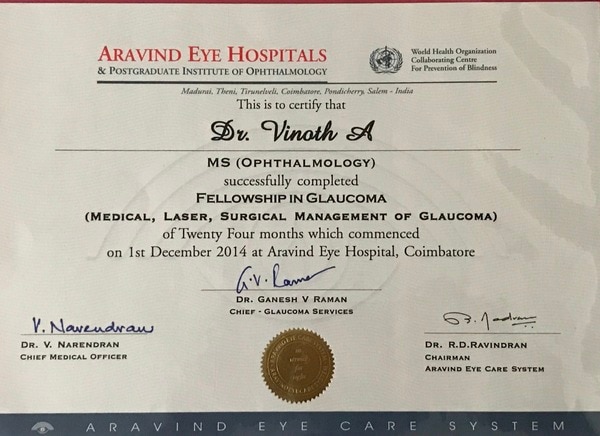 ARAVIND EYE HOSPITALS
& POSTGRADUATE INSTITUTE OF OPHTHALMOLOGY
World Health Organization
Collaborating Centre
For Prevention of Blindness
Madurai, Theni, Tirunelveli, Coimbatore, Pondicherry, Salem - India
This is to certify that
Dr. Vinoth A
MS (OPHTHALMOLOGY)
successfully completed
FELLOWSHIP IN GLAUCOMA
(MEDICAL, LASER, SURGICAL MANAGEMENT OF GLAUCOMA)
of Twenty Four months which commenced
on 1st December 2014 at Aravind Eye Hospital, Coimbatore
G.V. Raman
DR. GANESH V RAMAN
CHIEF - GLAUCOMA SERVICES
V. Narendran
DR. V. NARENDRAN
CHIEF MEDICAL OFFICER
DR. R.D.RAVINDRAN
CHAIRMAN
ARAVIND EYE CARE SYSTEM
ARAVIND EYE CARE SYSTEM